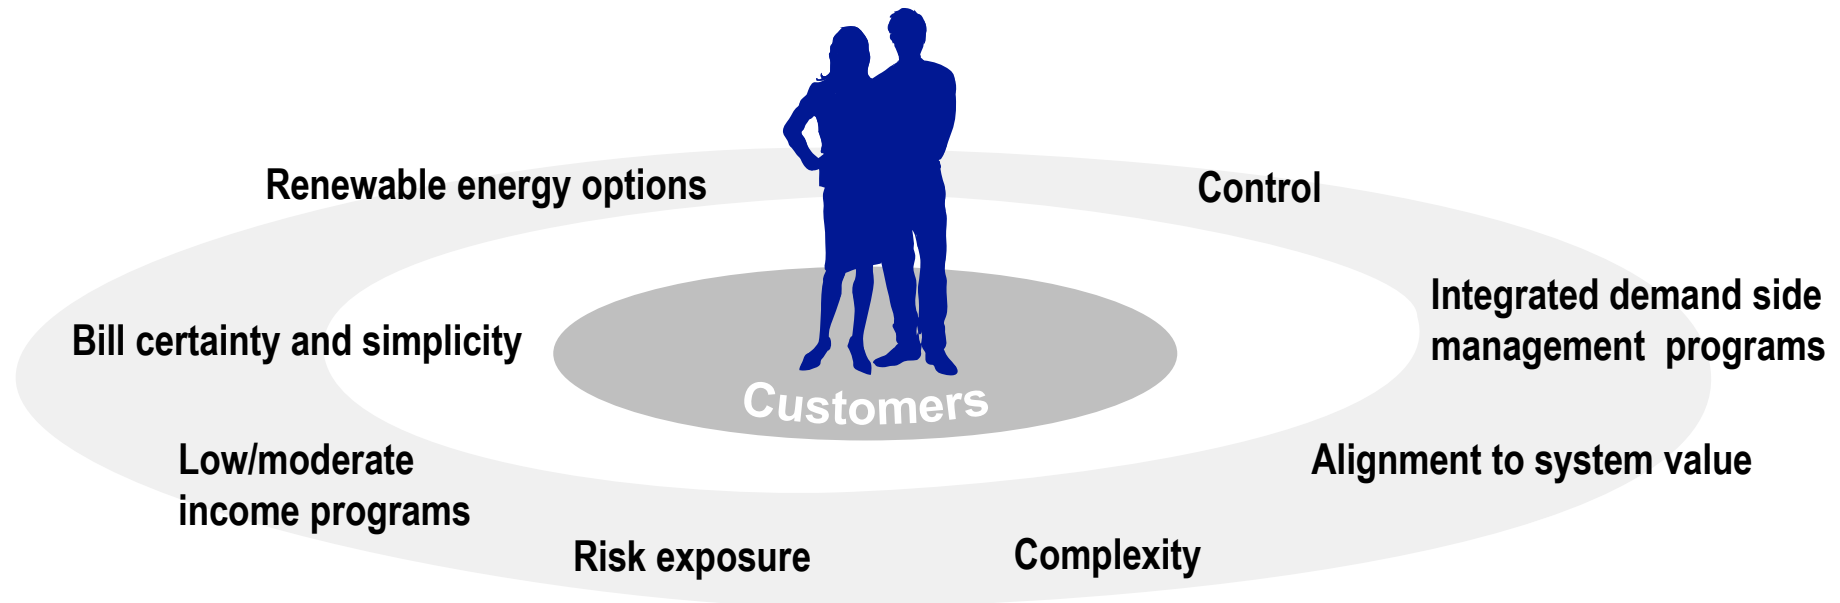 Renewable energy options
Control
Integrated demand side
management programs
Bill certainty and simplicity
Customers
Low/moderate
income programs
Alignment to system value
Risk exposure
Complexity